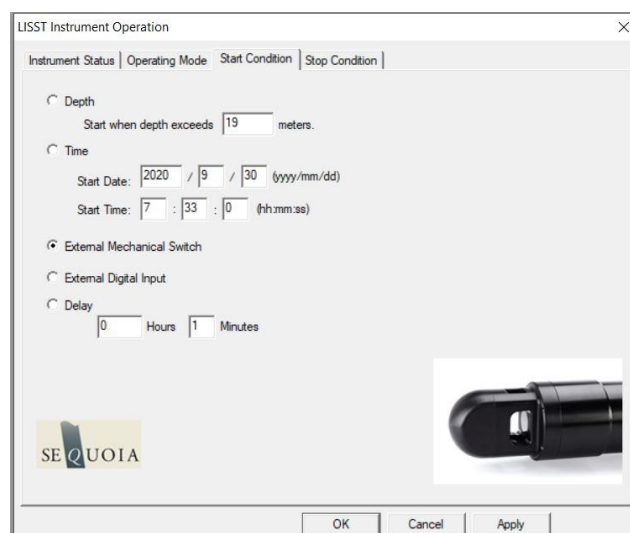 LISST Instrument Operation
Instrument Status Operating Mode Start Condition Stop Condition
Depth
Start when depth exceeds 19 meters.
Time
Start Date: 2020 / 9 / 30 (yyyy/mm/dd)
Start Time: 7 : 33 : 0 (hh:mm:ss)
External Mechanical Switch
External Digital Input
Delay
0 Hours 1 Minutes
SEQUOIA
OK Cancel Apply